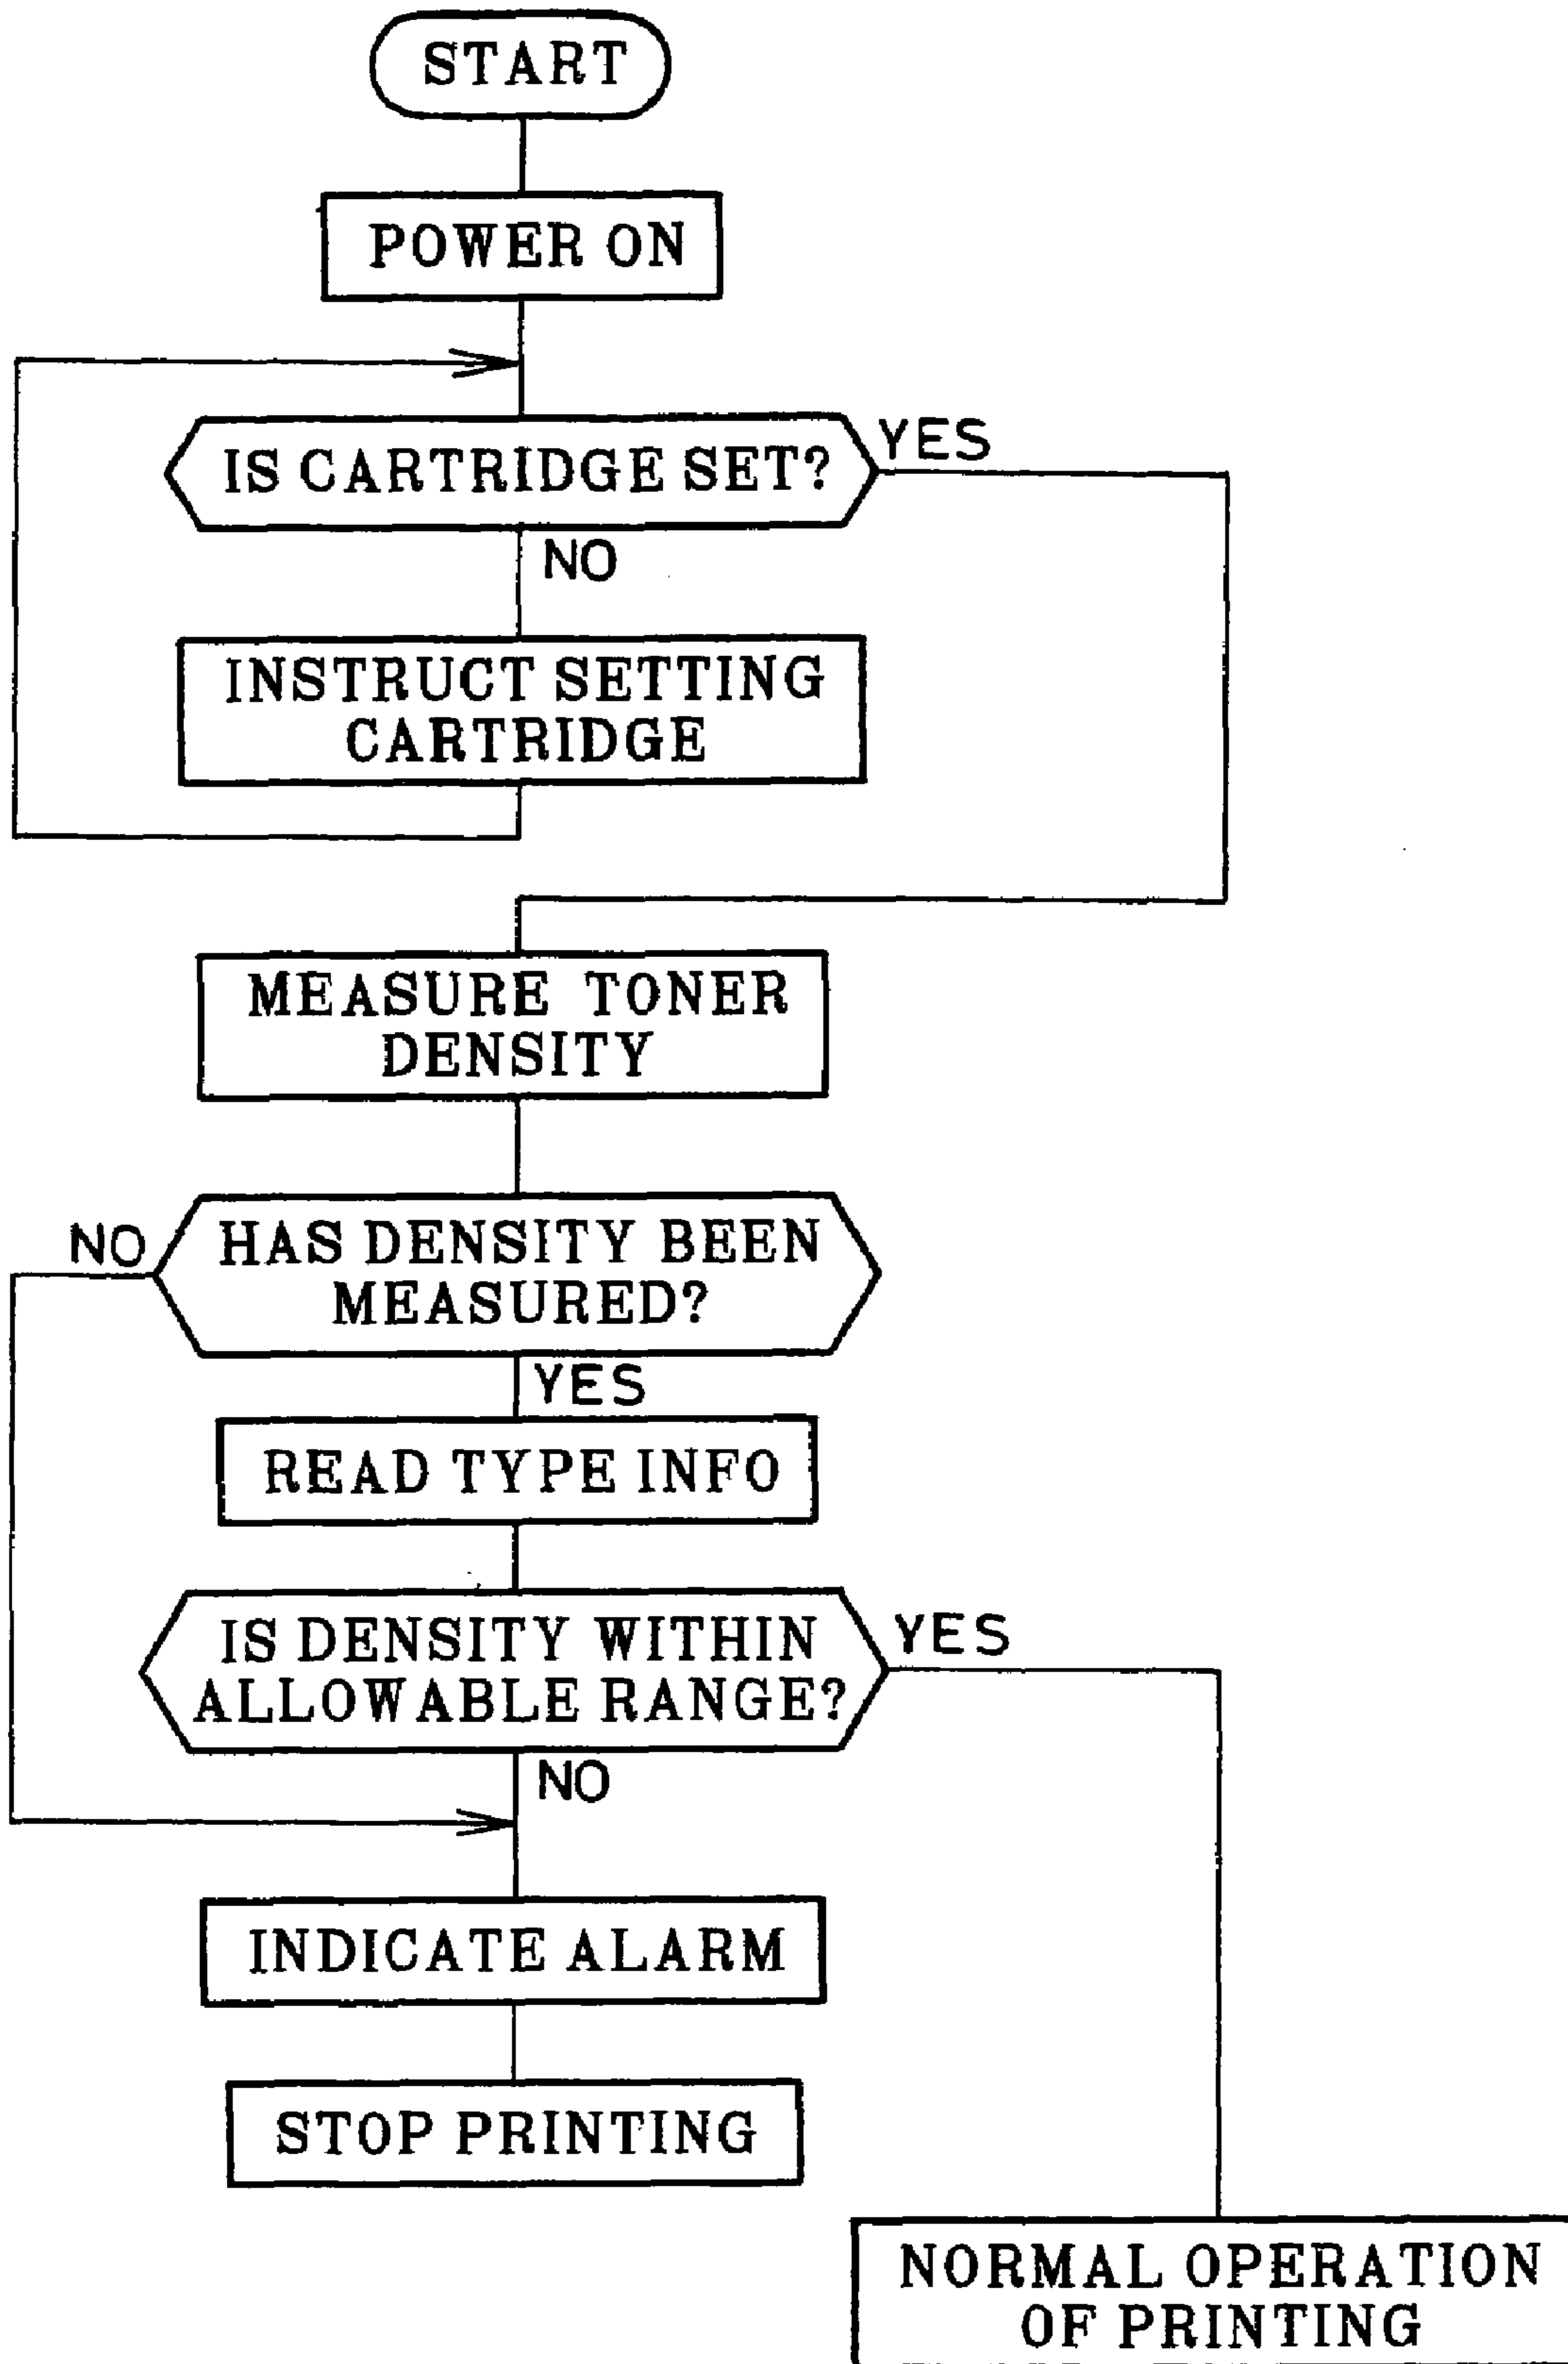 START
POWER ON
IS CARTRIDGE SET?
YES
NO
INSTRUCT SETTING
CARTRIDGE
MEASURE TONER
DENSITY
NO
HAS DENSITY BEEN
MEASURED?
YES
READ TYPE INFO
IS DENSITY WITHIN
ALLOWABLE RANGE?
YES
NO
INDICATE ALARM
STOP PRINTING
NORMAL OPERATION
OF PRINTING